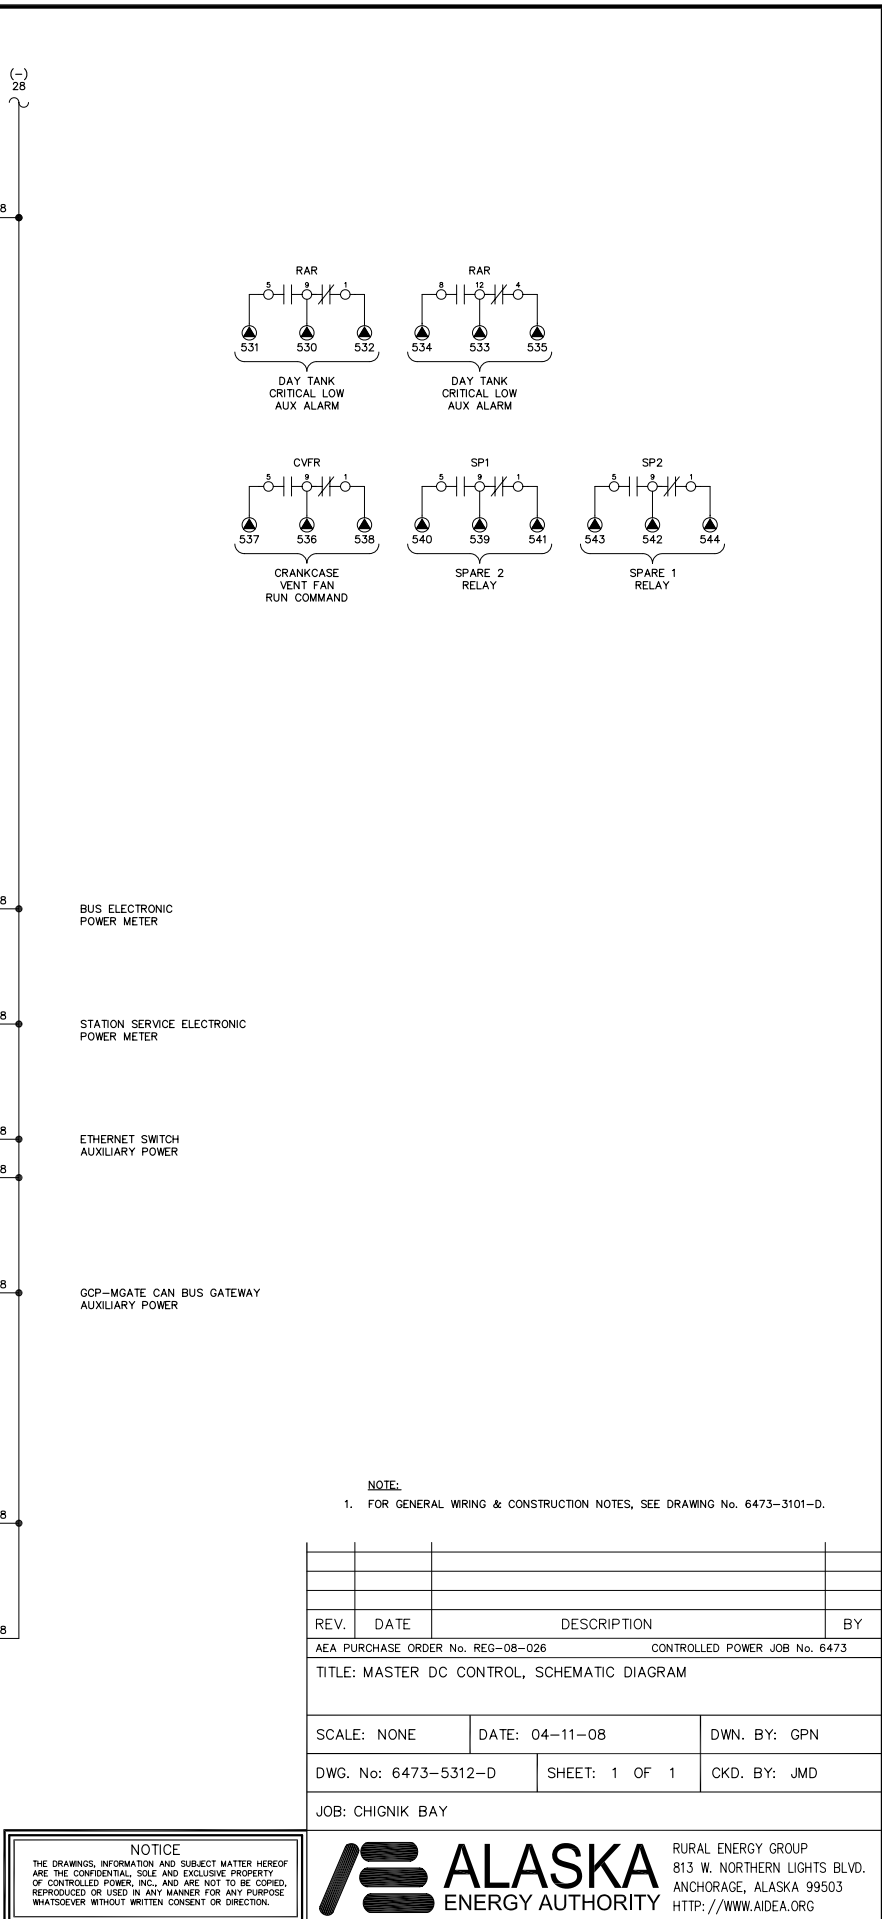 (-)
28
8
RAR
5 9 1
531 530 532
DAY TANK
CRITICAL LOW
AUX ALARM
RAR
8 12 4
534 533 535
DAY TANK
CRITICAL LOW
AUX ALARM
CVFR
5 9 1
537 536 538
CRANKCASE
VENT FAN
RUN COMMAND
SP1
5 9 1
540 539 541
SPARE 2
RELAY
SP2
5 9 1
543 542 544
SPARE 1
RELAY
8
BUS ELECTRONIC
POWER METER
8
STATION SERVICE ELECTRONIC
POWER METER
8
ETHERNET SWITCH
AUXILIARY POWER
8
8
GCP-MGATE CAN BUS GATEWAY
AUXILIARY POWER
8
8
NOTE:
1. FOR GENERAL WIRING & CONSTRUCTION NOTES, SEE DRAWING No. 6473-3101-D.
REV. DATE DESCRIPTION BY
AEA PURCHASE ORDER No. REG-08-026 CONTROLLED POWER JOB No. 6473
TITLE: MASTER DC CONTROL, SCHEMATIC DIAGRAM
SCALE: NONE DATE: 04-11-08 DWN. BY: GPN
DWG. No: 6473-5312-D SHEET: 1 OF 1 CKD. BY: JMD
JOB: CHIGNIK BAY
NOTICE
THE DRAWINGS, INFORMATION AND SUBJECT MATTER HEREOF
ARE THE CONFIDENTIAL, SOLE AND EXCLUSIVE PROPERTY
OF CONTROLLED POWER, INC., AND ARE NOT TO BE COPIED,
REPRODUCED OR USED IN ANY MANNER FOR ANY PURPOSE
WHATSOEVER WITHOUT WRITTEN CONSENT OR DIRECTION.
ALASKA
ENERGY AUTHORITY
RURAL ENERGY GROUP
813 W. NORTHERN LIGHTS BLVD.
ANCHORAGE, ALASKA 99503
HTTP://WWW.AIDEA.ORG